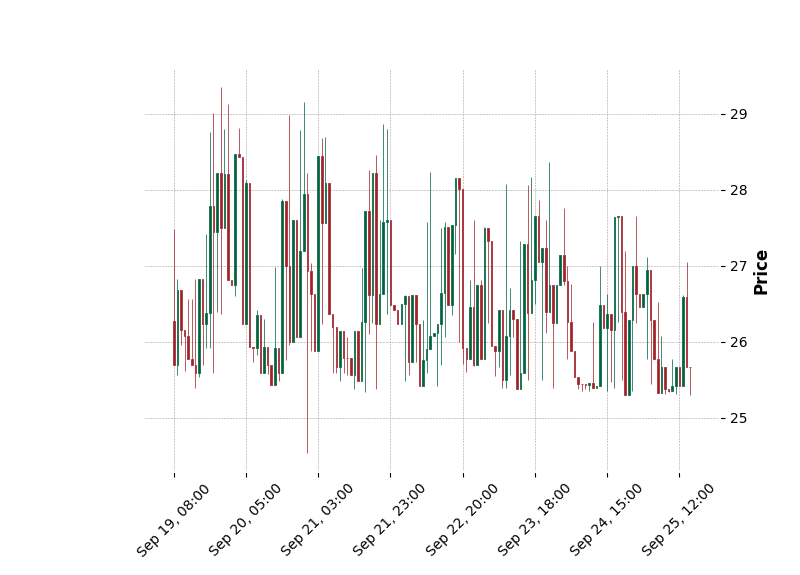 29
28
27
26
25
Price
Sep 19, 08:00
Sep 20, 05:00
Sep 21, 03:00
Sep 21, 23:00
Sep 22, 20:00
Sep 23, 18:00
Sep 24, 15:00
Sep 25, 12:00